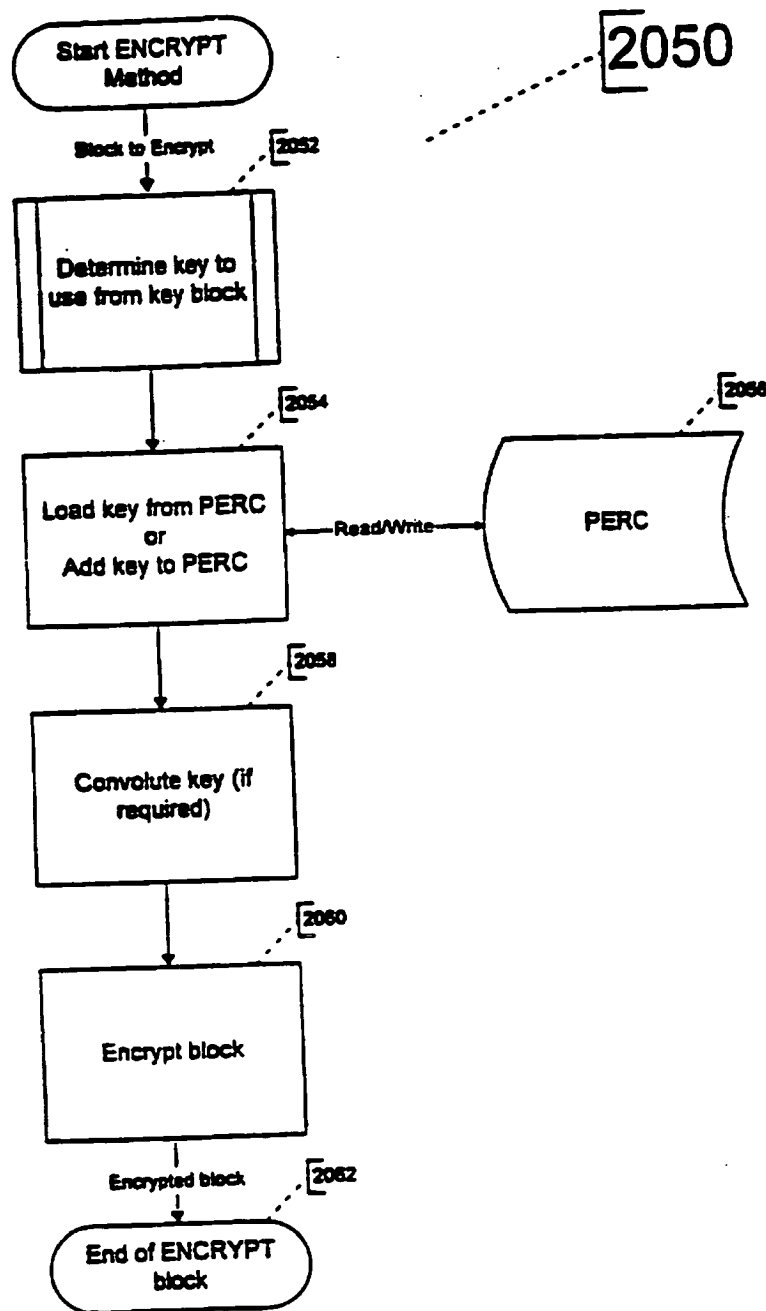 Start ENCRYPT
Method
2050
Block to Encrypt
2052
Determine key to
use from key block
2054
2056
Load key from PERC
or
Add key to PERC
Read/Write
PERC
2058
Convolute key (if
required)
2060
Encrypt block
Encrypted block
2062
End of ENCRYPT
block